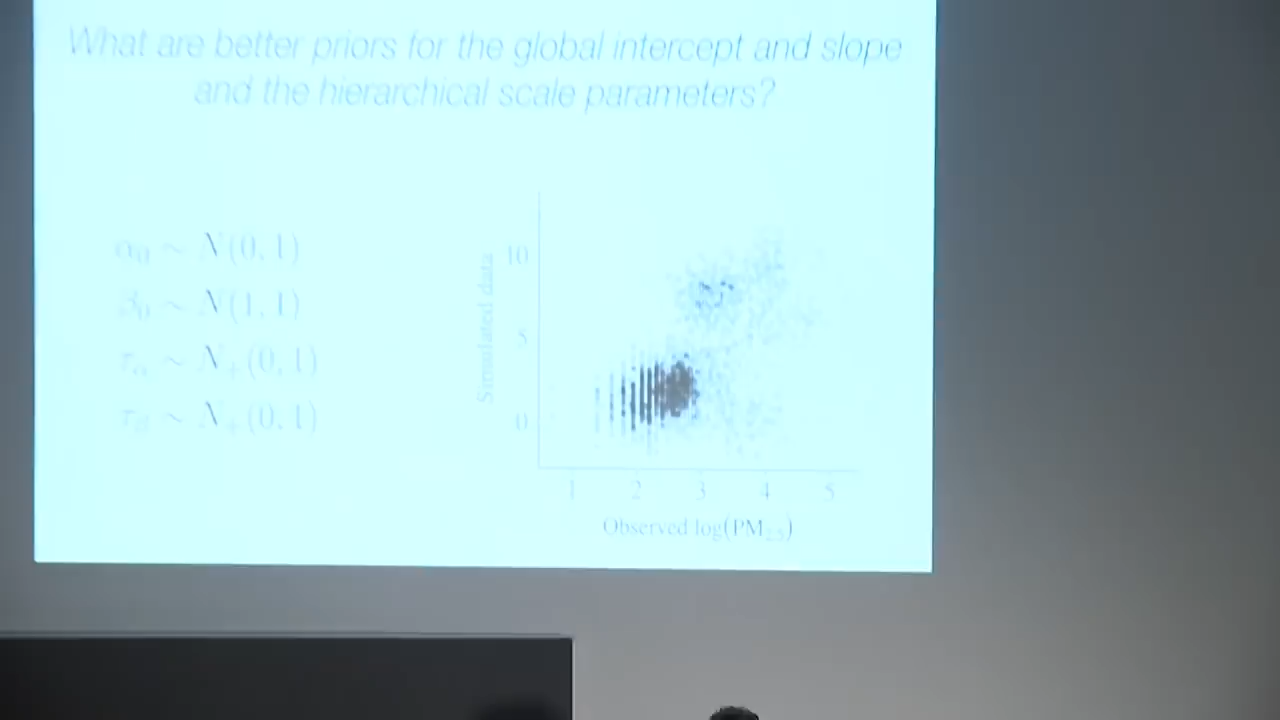 What are better priors for the global intercept and slope
and the hierarchical scale parameters?
α₀ ~ N(0, 1)
β₀ ~ N(1, 1)
τ_α ~ N₊(0, 1)
τ_β ~ N₊(0, 1)
Simulated data
10
5
0
1 2 3 4 5
Observed log(PM₂.₅)